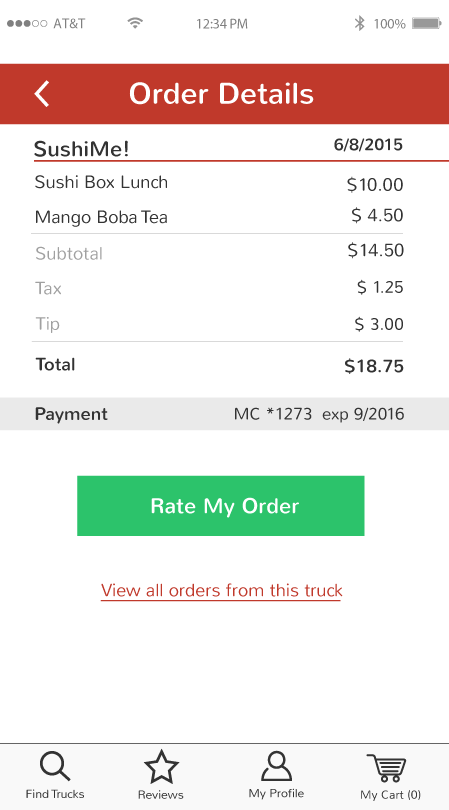 AT&T 12:34 PM 100%
Order Details
SushiMe! 6/8/2015
Sushi Box Lunch $10.00
Mango Boba Tea $ 4.50
Subtotal $14.50
Tax $ 1.25
Tip $ 3.00
Total $18.75
Payment MC *1273 exp 9/2016
Rate My Order
View all orders from this truck
Find Trucks Reviews My Profile My Cart (0)